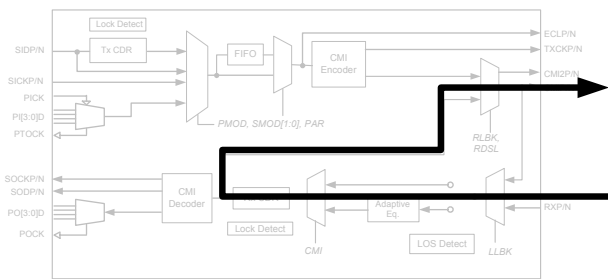 Lock Detect
ECLP/N
SIDP/N
Tx CDR
FIFO
TXCKP/N
CMI
Encoder
CMI2P/N
SICKP/N
PICK
PI[3:0]D
PTOCK
PMOD, SMOD[1:0], PAR
RLBK,
RDSL
SOCKP/N
SODP/N
CMI
Decoder
Adaptive
Eq.
RXP/N
PO[3:0]D
Lock Detect
LOS Detect
POCK
CMI
LLBK